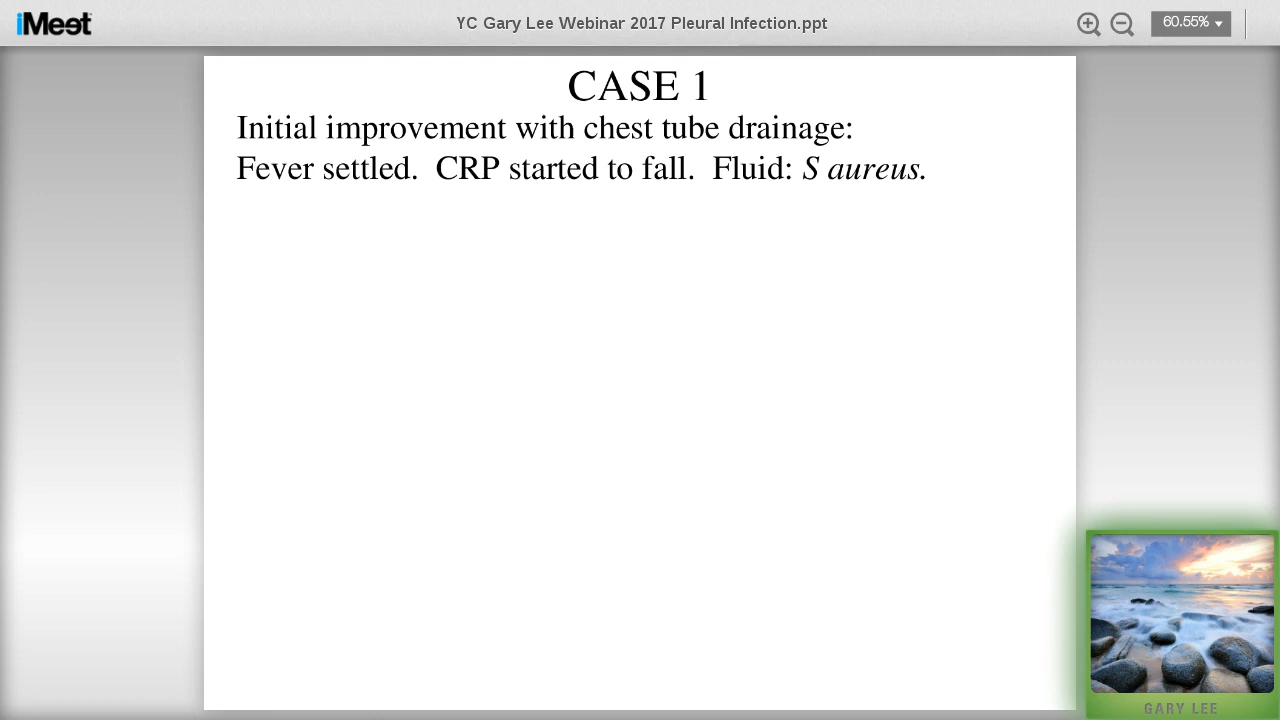 iMeet
YC Gary Lee Webinar 2017 Pleural Infection.ppt
60.55%
CASE 1
Initial improvement with chest tube drainage:
Fever settled.  CRP started to fall.  Fluid: S aureus.
GARY LEE